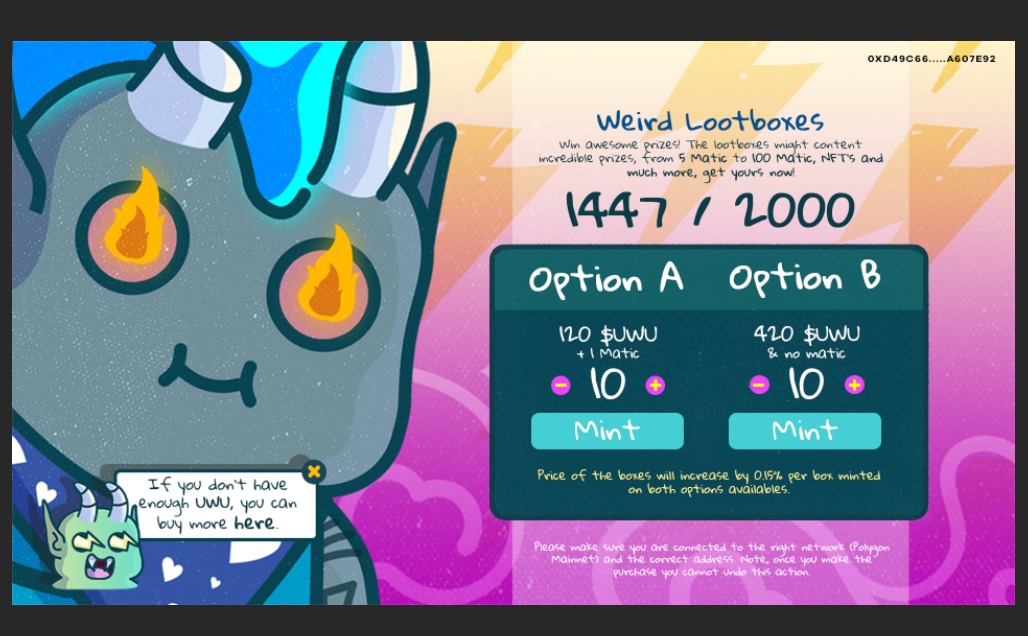 0XD49C66.....A607E92
Weird Lootboxes
Win awesome prizes! The lootboxes might content
incredible prizes, from 5 Matic to 100 Matic, NFT's and
much more, get yours now!
1447 / 2000
Option A
Option B
120 $UWU
+ 1 Matic
420 $UWU
& no matic
- 10 +
- 10 +
Mint
Mint
Price of the boxes will increase by 0.15% per box minted
on both options availables.
If you don't have
enough UWU, you can
buy more here.
Please make sure you are connected to the right network (Polygon
Mainnet) and the correct address. Note, once you make the
purchase you cannot undo this action.